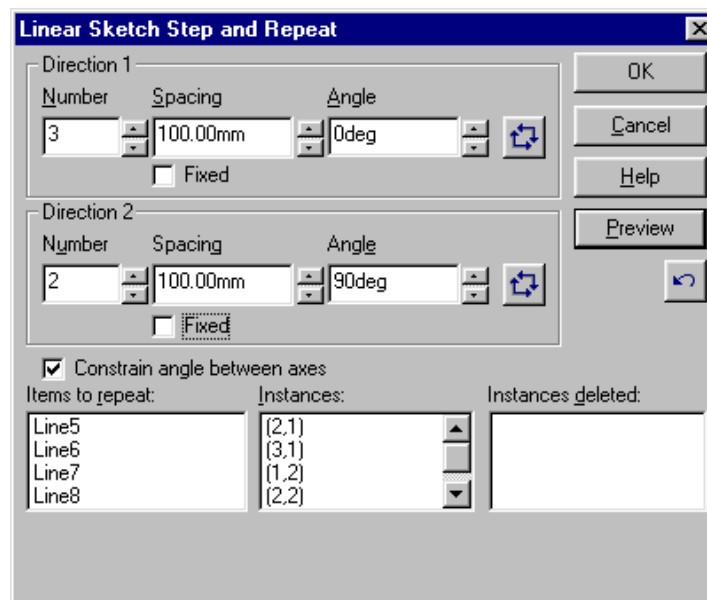 Linear Sketch Step and Repeat
Direction 1
Number Spacing Angle
3 100.00mm 0deg
Fixed
Direction 2
Number Spacing Angle
2 100.00mm 90deg
Fixed
Constrain angle between axes
Items to repeat:
Line5
Line6
Line7
Line8
Instances:
(2,1)
(3,1)
(1,2)
(2,2)
Instances deleted:
OK
Cancel
Help
Preview